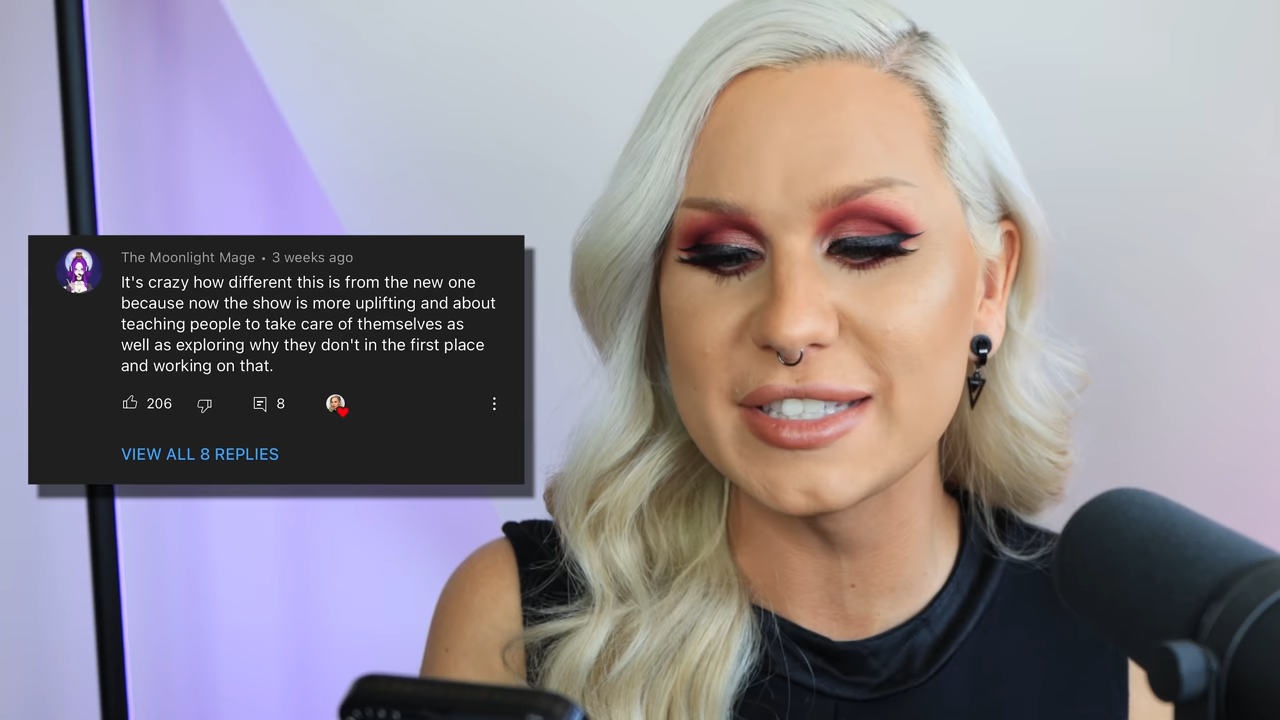 The Moonlight Mage • 3 weeks ago
It's crazy how different this is from the new one
because now the show is more uplifting and about
teaching people to take care of themselves as
well as exploring why they don't in the first place
and working on that.
206 8
VIEW ALL 8 REPLIES